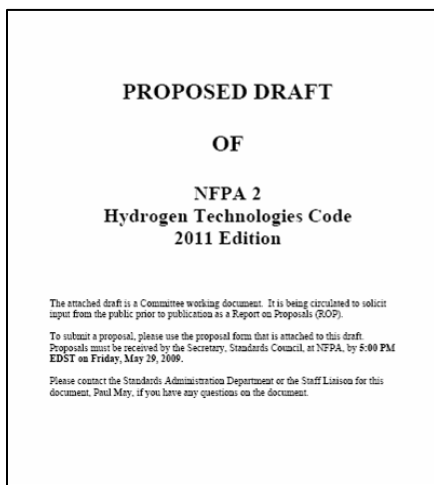 PROPOSED DRAFT
OF
NFPA 2
Hydrogen Technologies Code
2011 Edition
The attached draft is a Committee working document. It is being circulated to solicit
input from the public prior to publication as a Report on Proposals (ROP).
To submit a proposal, please use the proposal form that is attached to this draft.
Proposals must be received by the Secretary, Standards Council, at NFPA, by 5:00 PM
EDST on Friday, May 29, 2009.
Please contact the Standards Administration Department or the Staff Liaison for this
document, Paul May, if you have any questions on the document.